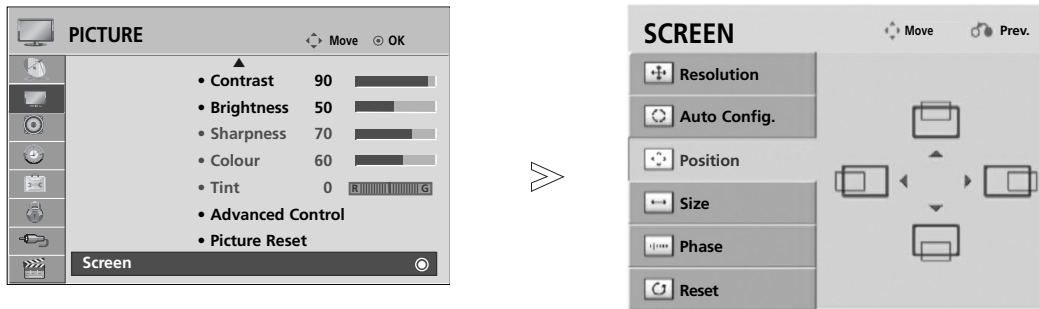 PICTURE
Move OK
• Contrast 90
• Brightness 50
• Sharpness 70
• Colour 60
• Tint 0 R G
• Advanced Control
• Picture Reset
Screen
SCREEN
Move Prev.
Resolution
Auto Config.
Position
Size
Phase
Reset